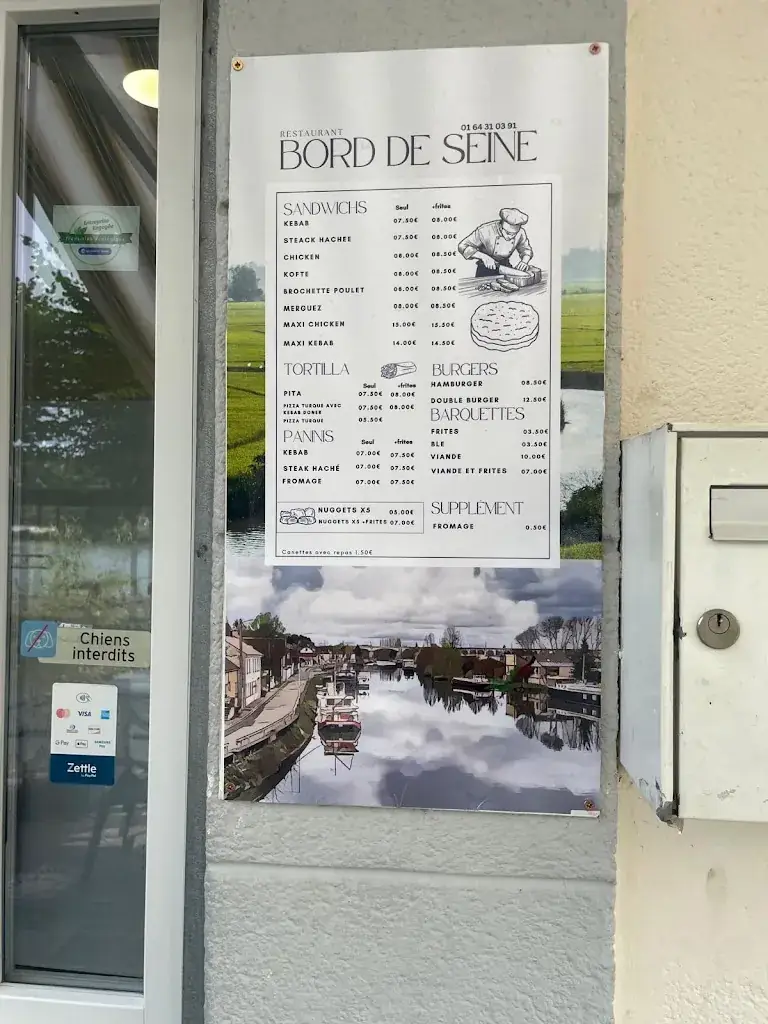 RESTAURANT
01 64 31 03 91
BORD DE SEINE
SANDWICHS Seul +frites
KEBAB 07.50€ 08.00€
STEACK HACHEE 07.50€ 08.00€
CHICKEN 08.00€ 08.50€
KOFTE 08.00€ 08.50€
BROCHETTE POULET 08.00€ 08.50€
MERGUEZ 08.00€ 08.50€
MAXI CHICKEN 15.00€ 15.50€
MAXI KEBAB 14.00€ 14.50€
TORTILLA
Seul +frites
PITA 07.50€ 08.00€
PIZZA TURQUE AVEC
KEBAB DONER 07.50€ 08.00€
PIZZA TURQUE 05.50€
PANNIS Seul +frites
KEBAB 07.00€ 07.50€
STEAK HACHÉ 07.00€ 07.50€
FROMAGE 07.00€ 07.50€
NUGGETS X5 05.00€
NUGGETS X5 +FRITES 07.00€
Canettes avec repas 1.50€
BURGERS
HAMBURGER 08.50€
DOUBLE BURGER 12.50€
BARQUETTES
FRITES 03.50€
BLE 03.50€
VIANDE 10.00€
VIANDE ET FRITES 07.00€
SUPPLÉMENT
FROMAGE 0.50€
Entreprise
Engagée
Chiens
interdits
VISA
G Pay
Zettle
by PayPal